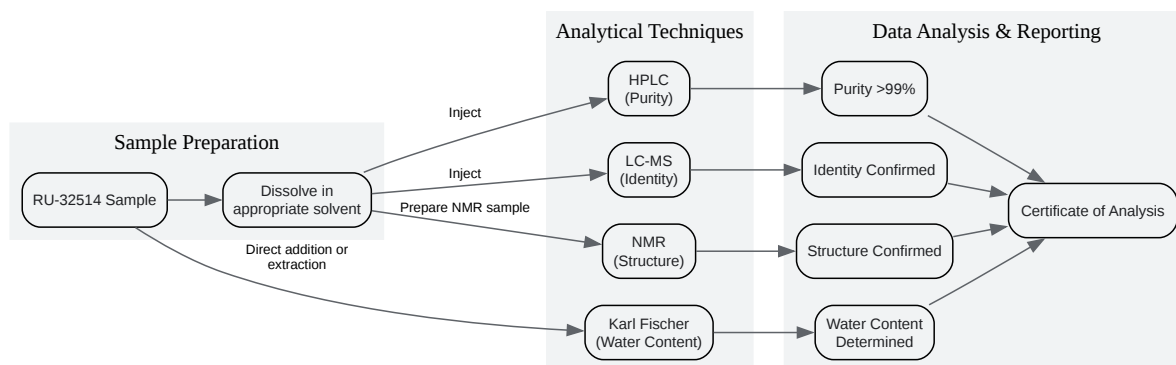 Analytical Techniques
Data Analysis & Reporting
Sample Preparation
RU-32514 Sample
Dissolve in
appropriate solvent
Inject
Inject
Prepare NMR sample
Direct addition or
extraction
HPLC
(Purity)
LC-MS
(Identity)
NMR
(Structure)
Karl Fischer
(Water Content)
Purity >99%
Identity Confirmed
Structure Confirmed
Water Content
Determined
Certificate of Analysis